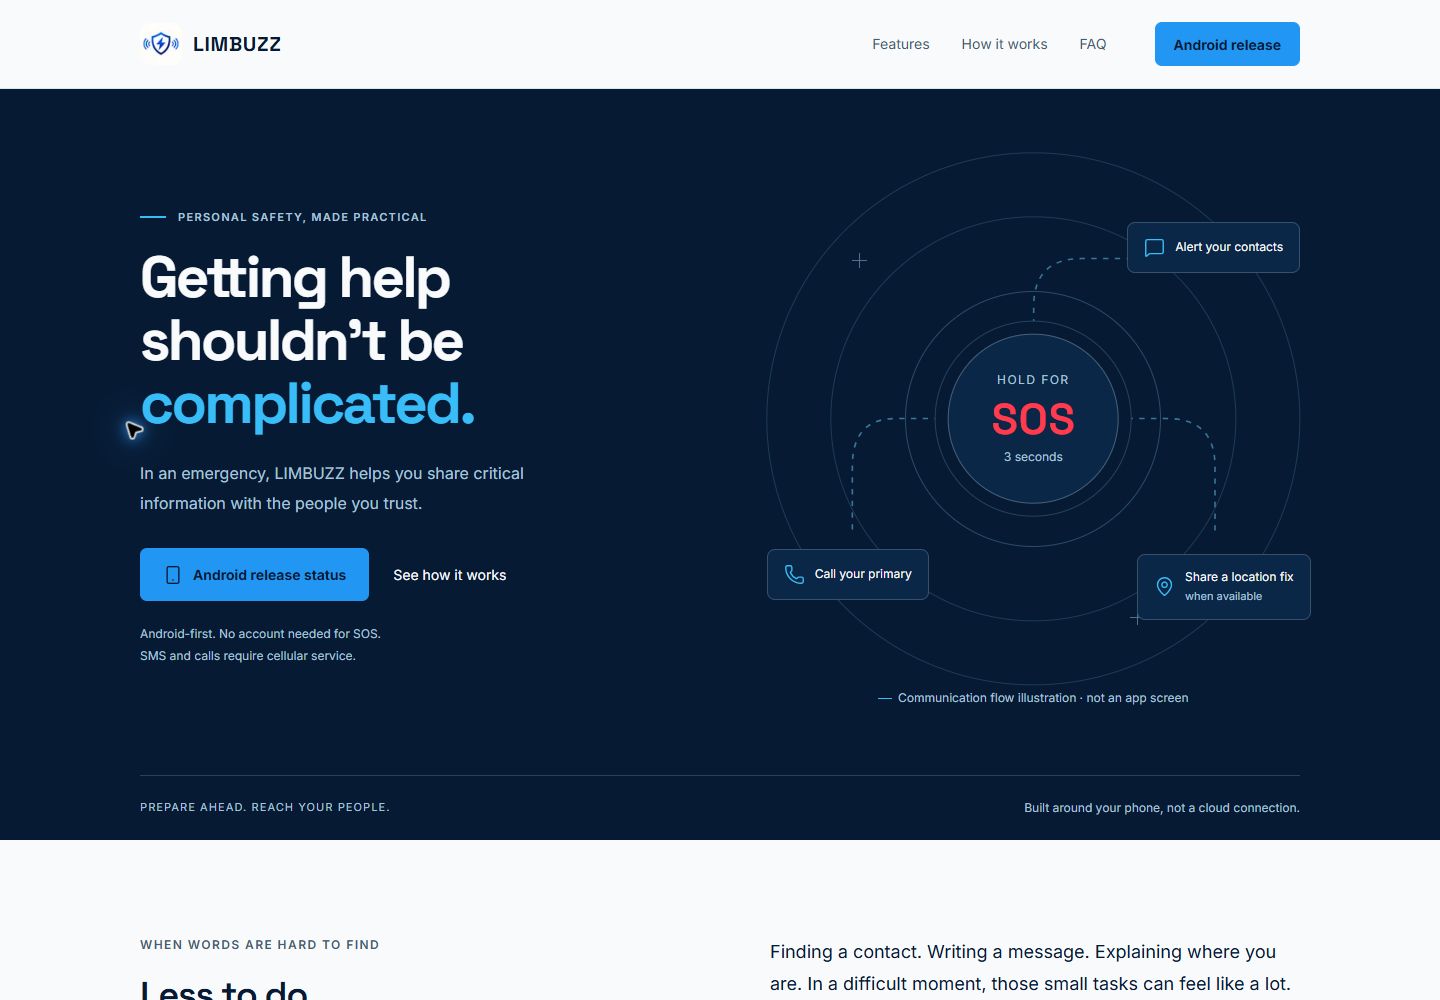 LIMBUZZ
Features
How it works
FAQ
Android release
PERSONAL SAFETY, MADE PRACTICAL
Getting help
shouldn’t be
complicated.
In an emergency, LIMBUZZ helps you share critical
information with the people you trust.
Android release status
See how it works
Android-first. No account needed for SOS.
SMS and calls require cellular service.
Alert your contacts
HOLD FOR
SOS
3 seconds
Call your primary
Share a location fix
when available
Communication flow illustration · not an app screen
PREPARE AHEAD. REACH YOUR PEOPLE.
Built around your phone, not a cloud connection.
WHEN WORDS ARE HARD TO FIND
Less to do
Finding a contact. Writing a message. Explaining where you
are. In a difficult moment, those small tasks can feel like a lot.